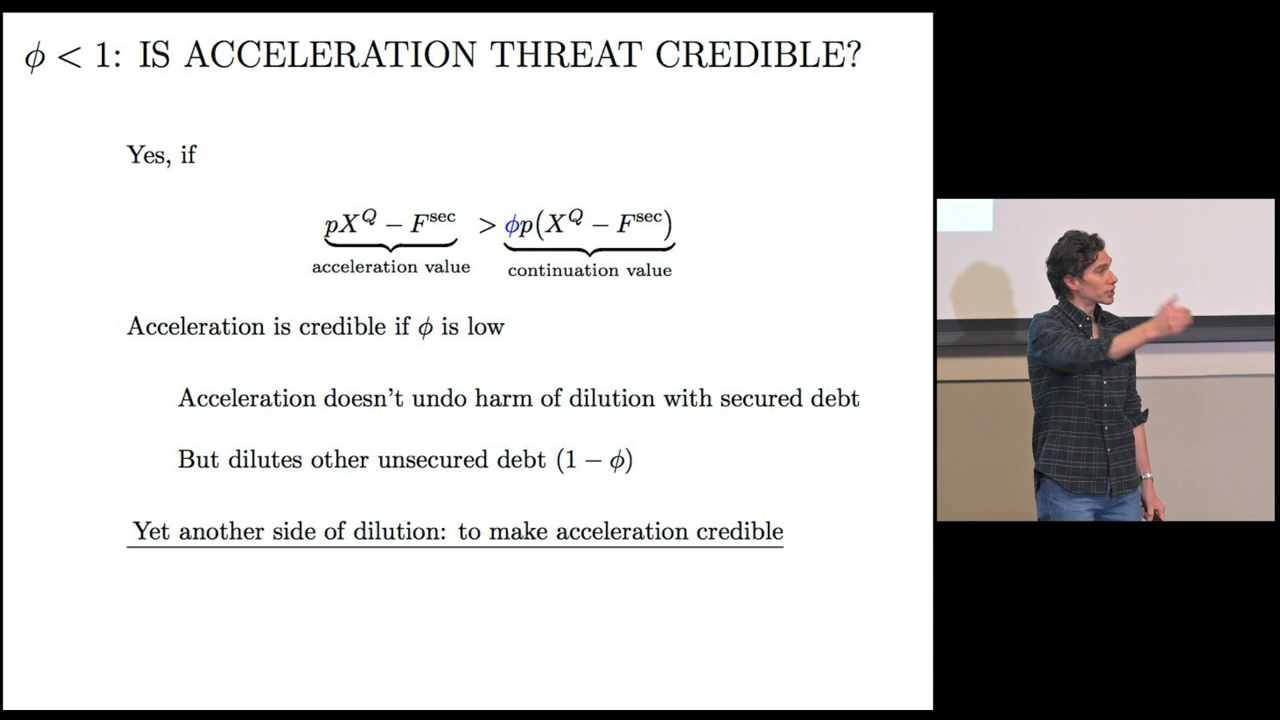 ϕ < 1: IS ACCELERATION THREAT CREDIBLE?
Yes, if
pX^Q − F^sec > ϕp(X^Q − F^sec)
acceleration value continuation value
Acceleration is credible if ϕ is low
Acceleration doesn't undo harm of dilution with secured debt
But dilutes other unsecured debt (1 − ϕ)
Yet another side of dilution: to make acceleration credible